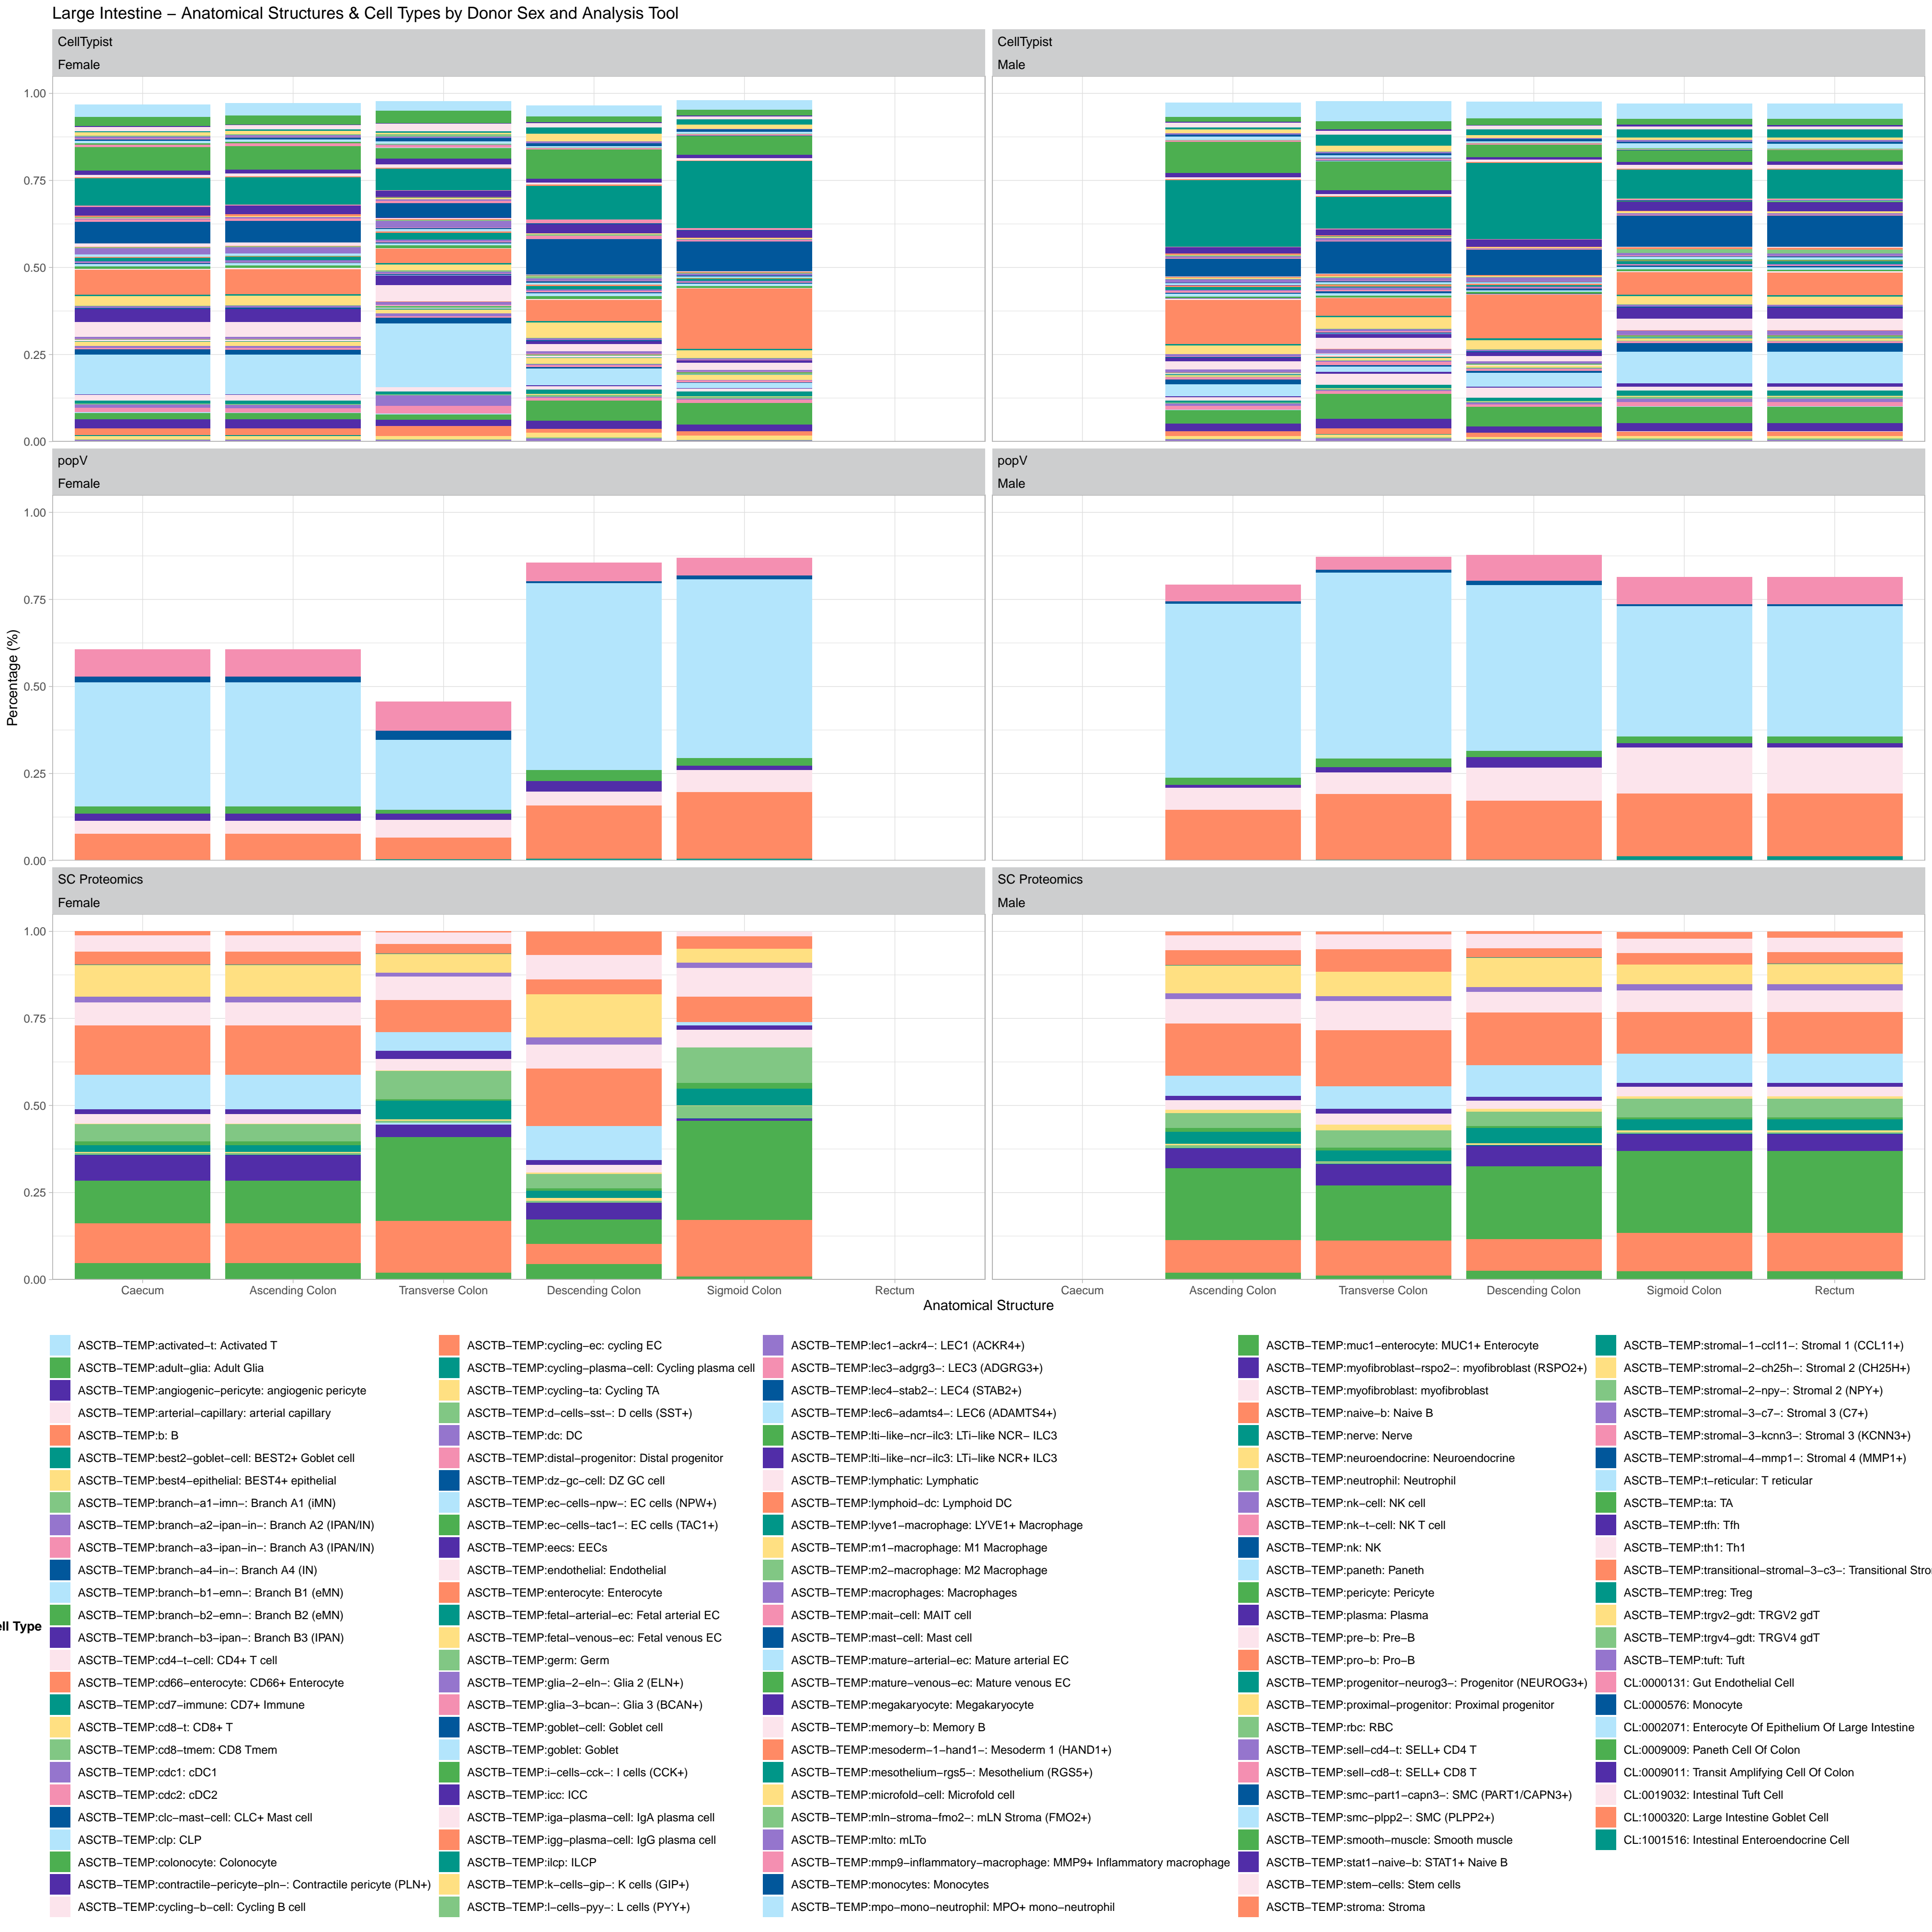 Large Intestine − Anatomical Structures & Cell Types by Donor Sex and Analysis Tool
CellTypist
Female
CellTypist
Male
1.00
0.75
0.50
0.25
0.00
popV
Female
popV
Male
1.00
0.75
0.50
0.25
0.00
Percentage (%)
SC Proteomics
Female
SC Proteomics
Male
1.00
0.75
0.50
0.25
0.00
Caecum
Ascending Colon
Transverse Colon
Descending Colon
Sigmoid Colon
Rectum
Caecum
Ascending Colon
Transverse Colon
Descending Colon
Sigmoid Colon
Rectum
Anatomical Structure
ell Type
ASCTB−TEMP:activated−t: Activated T
ASCTB−TEMP:adult−glia: Adult Glia
ASCTB−TEMP:angiogenic−pericyte: angiogenic pericyte
ASCTB−TEMP:arterial−capillary: arterial capillary
ASCTB−TEMP:b: B
ASCTB−TEMP:best2−goblet−cell: BEST2+ Goblet cell
ASCTB−TEMP:best4−epithelial: BEST4+ epithelial
ASCTB−TEMP:branch−a1−imn−: Branch A1 (iMN)
ASCTB−TEMP:branch−a2−ipan−in−: Branch A2 (IPAN/IN)
ASCTB−TEMP:branch−a3−ipan−in−: Branch A3 (IPAN/IN)
ASCTB−TEMP:branch−a4−in−: Branch A4 (IN)
ASCTB−TEMP:branch−b1−emn−: Branch B1 (eMN)
ASCTB−TEMP:branch−b2−emn−: Branch B2 (eMN)
ASCTB−TEMP:branch−b3−ipan−: Branch B3 (IPAN)
ASCTB−TEMP:cd4−t−cell: CD4+ T cell
ASCTB−TEMP:cd66−enterocyte: CD66+ Enterocyte
ASCTB−TEMP:cd7−immune: CD7+ Immune
ASCTB−TEMP:cd8−t: CD8+ T
ASCTB−TEMP:cd8−tmem: CD8 Tmem
ASCTB−TEMP:cdc1: cDC1
ASCTB−TEMP:cdc2: cDC2
ASCTB−TEMP:clc−mast−cell: CLC+ Mast cell
ASCTB−TEMP:clp: CLP
ASCTB−TEMP:colonocyte: Colonocyte
ASCTB−TEMP:contractile−pericyte−pln−: Contractile pericyte (PLN+)
ASCTB−TEMP:cycling−b−cell: Cycling B cell
ASCTB−TEMP:cycling−ec: cycling EC
ASCTB−TEMP:cycling−plasma−cell: Cycling plasma cell
ASCTB−TEMP:cycling−ta: Cycling TA
ASCTB−TEMP:d−cells−sst−: D cells (SST+)
ASCTB−TEMP:dc: DC
ASCTB−TEMP:distal−progenitor: Distal progenitor
ASCTB−TEMP:dz−gc−cell: DZ GC cell
ASCTB−TEMP:ec−cells−npw−: EC cells (NPW+)
ASCTB−TEMP:ec−cells−tac1−: EC cells (TAC1+)
ASCTB−TEMP:eecs: EECs
ASCTB−TEMP:endothelial: Endothelial
ASCTB−TEMP:enterocyte: Enterocyte
ASCTB−TEMP:fetal−arterial−ec: Fetal arterial EC
ASCTB−TEMP:fetal−venous−ec: Fetal venous EC
ASCTB−TEMP:germ: Germ
ASCTB−TEMP:glia−2−eln−: Glia 2 (ELN+)
ASCTB−TEMP:glia−3−bcan−: Glia 3 (BCAN+)
ASCTB−TEMP:goblet−cell: Goblet cell
ASCTB−TEMP:goblet: Goblet
ASCTB−TEMP:i−cells−cck−: I cells (CCK+)
ASCTB−TEMP:icc: ICC
ASCTB−TEMP:iga−plasma−cell: IgA plasma cell
ASCTB−TEMP:igg−plasma−cell: IgG plasma cell
ASCTB−TEMP:ilcp: ILCP
ASCTB−TEMP:k−cells−gip−: K cells (GIP+)
ASCTB−TEMP:l−cells−pyy−: L cells (PYY+)
ASCTB−TEMP:lec1−ackr4−: LEC1 (ACKR4+)
ASCTB−TEMP:lec3−adgrg3−: LEC3 (ADGRG3+)
ASCTB−TEMP:lec4−stab2−: LEC4 (STAB2+)
ASCTB−TEMP:lec6−adamts4−: LEC6 (ADAMTS4+)
ASCTB−TEMP:lti−like−ncr−ilc3: LTi−like NCR− ILC3
ASCTB−TEMP:lti−like−ncr−ilc3: LTi−like NCR+ ILC3
ASCTB−TEMP:lymphatic: Lymphatic
ASCTB−TEMP:lymphoid−dc: Lymphoid DC
ASCTB−TEMP:lyve1−macrophage: LYVE1+ Macrophage
ASCTB−TEMP:m1−macrophage: M1 Macrophage
ASCTB−TEMP:m2−macrophage: M2 Macrophage
ASCTB−TEMP:macrophages: Macrophages
ASCTB−TEMP:mait−cell: MAIT cell
ASCTB−TEMP:mast−cell: Mast cell
ASCTB−TEMP:mature−arterial−ec: Mature arterial EC
ASCTB−TEMP:mature−venous−ec: Mature venous EC
ASCTB−TEMP:megakaryocyte: Megakaryocyte
ASCTB−TEMP:memory−b: Memory B
ASCTB−TEMP:mesoderm−1−hand1−: Mesoderm 1 (HAND1+)
ASCTB−TEMP:mesothelium−rgs5−: Mesothelium (RGS5+)
ASCTB−TEMP:microfold−cell: Microfold cell
ASCTB−TEMP:mln−stroma−fmo2−: mLN Stroma (FMO2+)
ASCTB−TEMP:mlto: mLTo
ASCTB−TEMP:mmp9−inflammatory−macrophage: MMP9+ Inflammatory macrophage
ASCTB−TEMP:monocytes: Monocytes
ASCTB−TEMP:mpo−mono−neutrophil: MPO+ mono−neutrophil
ASCTB−TEMP:muc1−enterocyte: MUC1+ Enterocyte
ASCTB−TEMP:myofibroblast−rspo2−: myofibroblast (RSPO2+)
ASCTB−TEMP:myofibroblast: myofibroblast
ASCTB−TEMP:naive−b: Naive B
ASCTB−TEMP:nerve: Nerve
ASCTB−TEMP:neuroendocrine: Neuroendocrine
ASCTB−TEMP:neutrophil: Neutrophil
ASCTB−TEMP:nk−cell: NK cell
ASCTB−TEMP:nk−t−cell: NK T cell
ASCTB−TEMP:nk: NK
ASCTB−TEMP:paneth: Paneth
ASCTB−TEMP:pericyte: Pericyte
ASCTB−TEMP:plasma: Plasma
ASCTB−TEMP:pre−b: Pre−B
ASCTB−TEMP:pro−b: Pro−B
ASCTB−TEMP:progenitor−neurog3−: Progenitor (NEUROG3+)
ASCTB−TEMP:proximal−progenitor: Proximal progenitor
ASCTB−TEMP:rbc: RBC
ASCTB−TEMP:sell−cd4−t: SELL+ CD4 T
ASCTB−TEMP:sell−cd8−t: SELL+ CD8 T
ASCTB−TEMP:smc−part1−capn3−: SMC (PART1/CAPN3+)
ASCTB−TEMP:smc−plpp2−: SMC (PLPP2+)
ASCTB−TEMP:smooth−muscle: Smooth muscle
ASCTB−TEMP:stat1−naive−b: STAT1+ Naive B
ASCTB−TEMP:stem−cells: Stem cells
ASCTB−TEMP:stroma: Stroma
ASCTB−TEMP:stromal−1−ccl11−: Stromal 1 (CCL11+)
ASCTB−TEMP:stromal−2−ch25h−: Stromal 2 (CH25H+)
ASCTB−TEMP:stromal−2−npy−: Stromal 2 (NPY+)
ASCTB−TEMP:stromal−3−c7−: Stromal 3 (C7+)
ASCTB−TEMP:stromal−3−kcnn3−: Stromal 3 (KCNN3+)
ASCTB−TEMP:stromal−4−mmp1−: Stromal 4 (MMP1+)
ASCTB−TEMP:t−reticular: T reticular
ASCTB−TEMP:ta: TA
ASCTB−TEMP:tfh: Tfh
ASCTB−TEMP:th1: Th1
ASCTB−TEMP:transitional−stromal−3−c3−: Transitional Stro
ASCTB−TEMP:treg: Treg
ASCTB−TEMP:trgv2−gdt: TRGV2 gdT
ASCTB−TEMP:trgv4−gdt: TRGV4 gdT
ASCTB−TEMP:tuft: Tuft
CL:0000131: Gut Endothelial Cell
CL:0000576: Monocyte
CL:0002071: Enterocyte Of Epithelium Of Large Intestine
CL:0009009: Paneth Cell Of Colon
CL:0009011: Transit Amplifying Cell Of Colon
CL:0019032: Intestinal Tuft Cell
CL:1000320: Large Intestine Goblet Cell
CL:1001516: Intestinal Enteroendocrine Cell